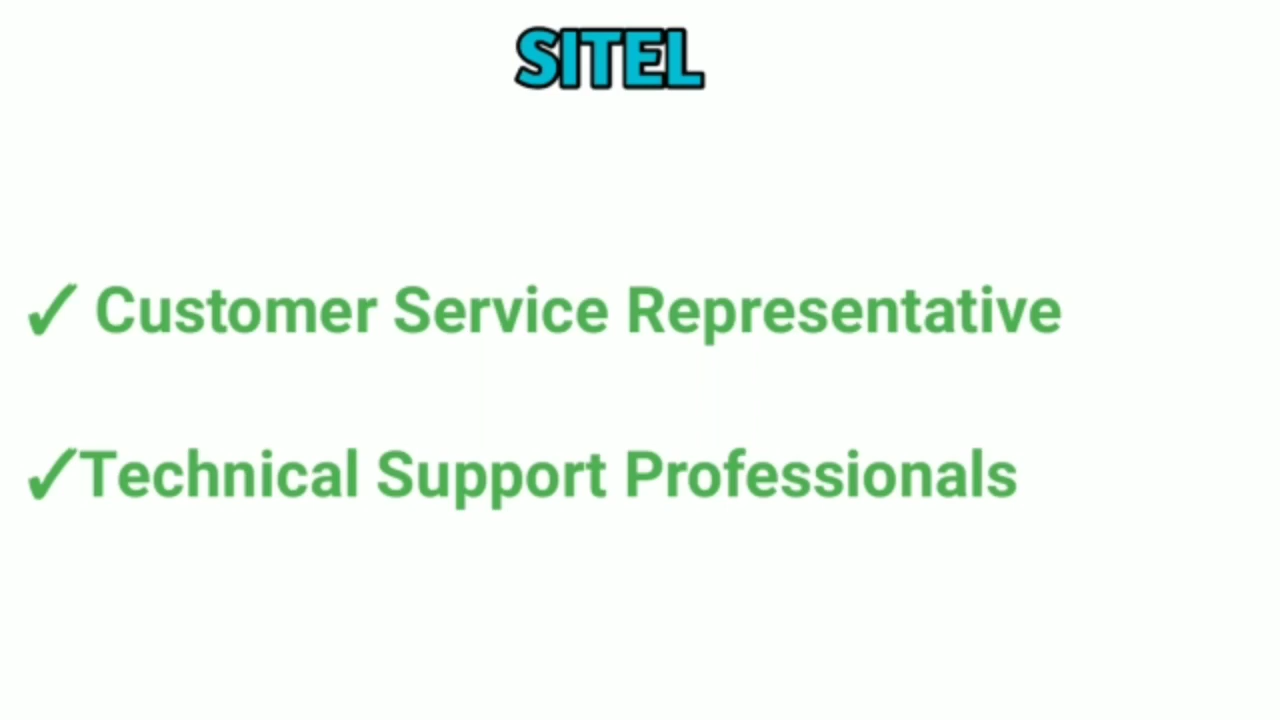 SITEL
✓ Customer Service Representative
✓Technical Support Professionals